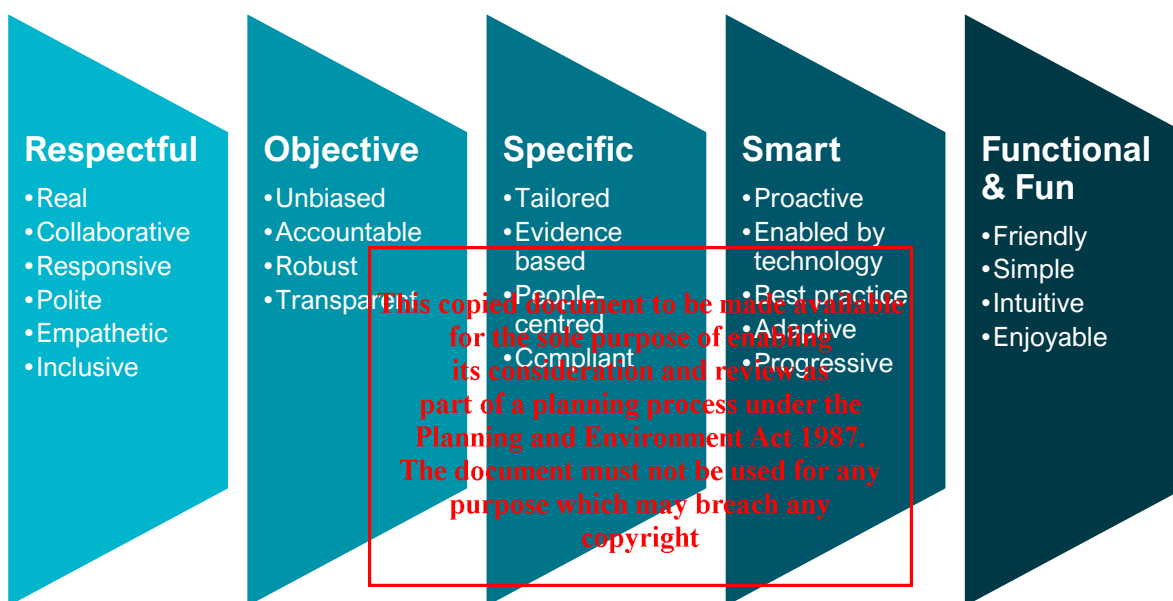 Respectful
•Real
•Collaborative
•Responsive
•Polite
•Empathetic
•Inclusive
Objective
•Unbiased
•Accountable
•Robust
•Transparent
Specific
•Tailored
•Evidence
based
•People-
centred
•Compliant
Smart
•Proactive
•Enabled by
technology
•Best practice
•Adaptive
•Progressive
Functional
& Fun
•Friendly
•Simple
•Intuitive
•Enjoyable
This copied document to be made available
for the sole purpose of enabling
its consideration and review as
part of a planning process under the
Planning and Environment Act 1987.
The document must not be used for any
purpose which may breach any
copyright